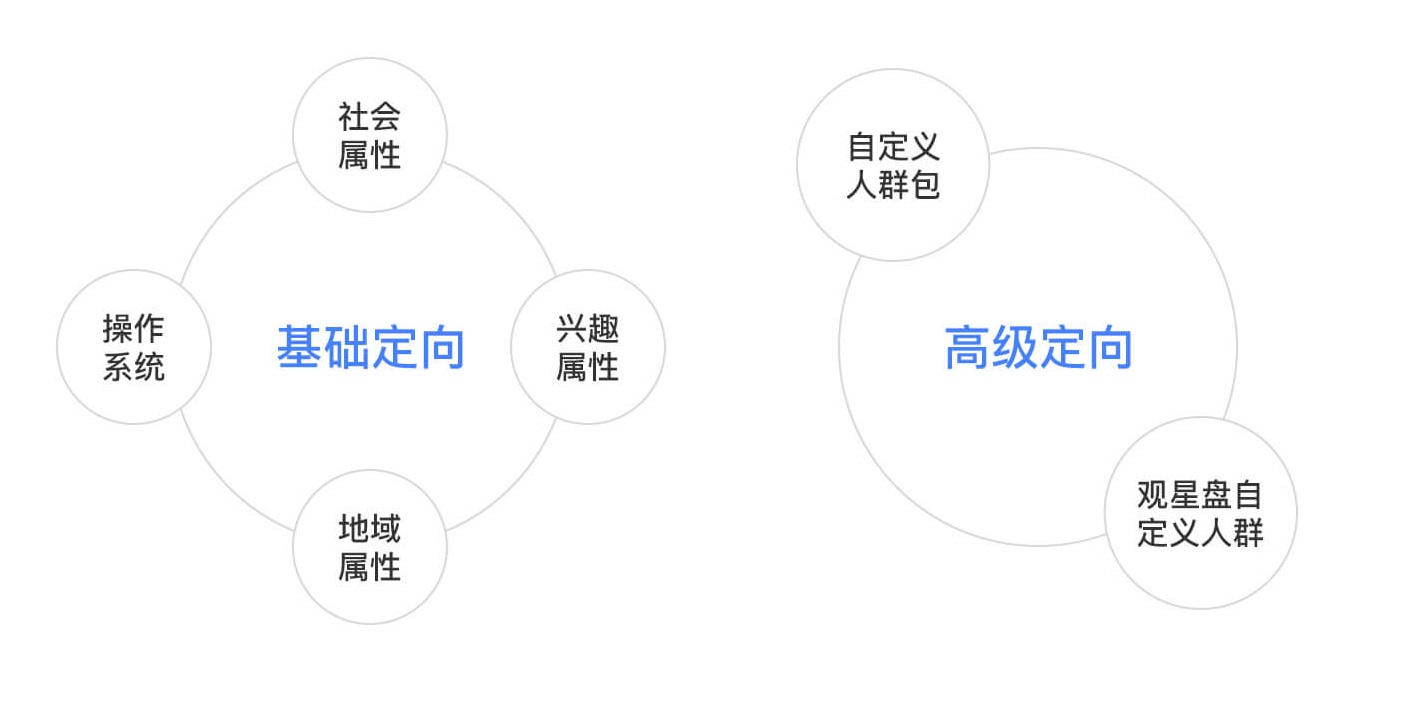 社会
属性
操作
系统
基础定向
兴趣
属性
地域
属性
自定义
人群包
高级定向
观星盘自
定义人群